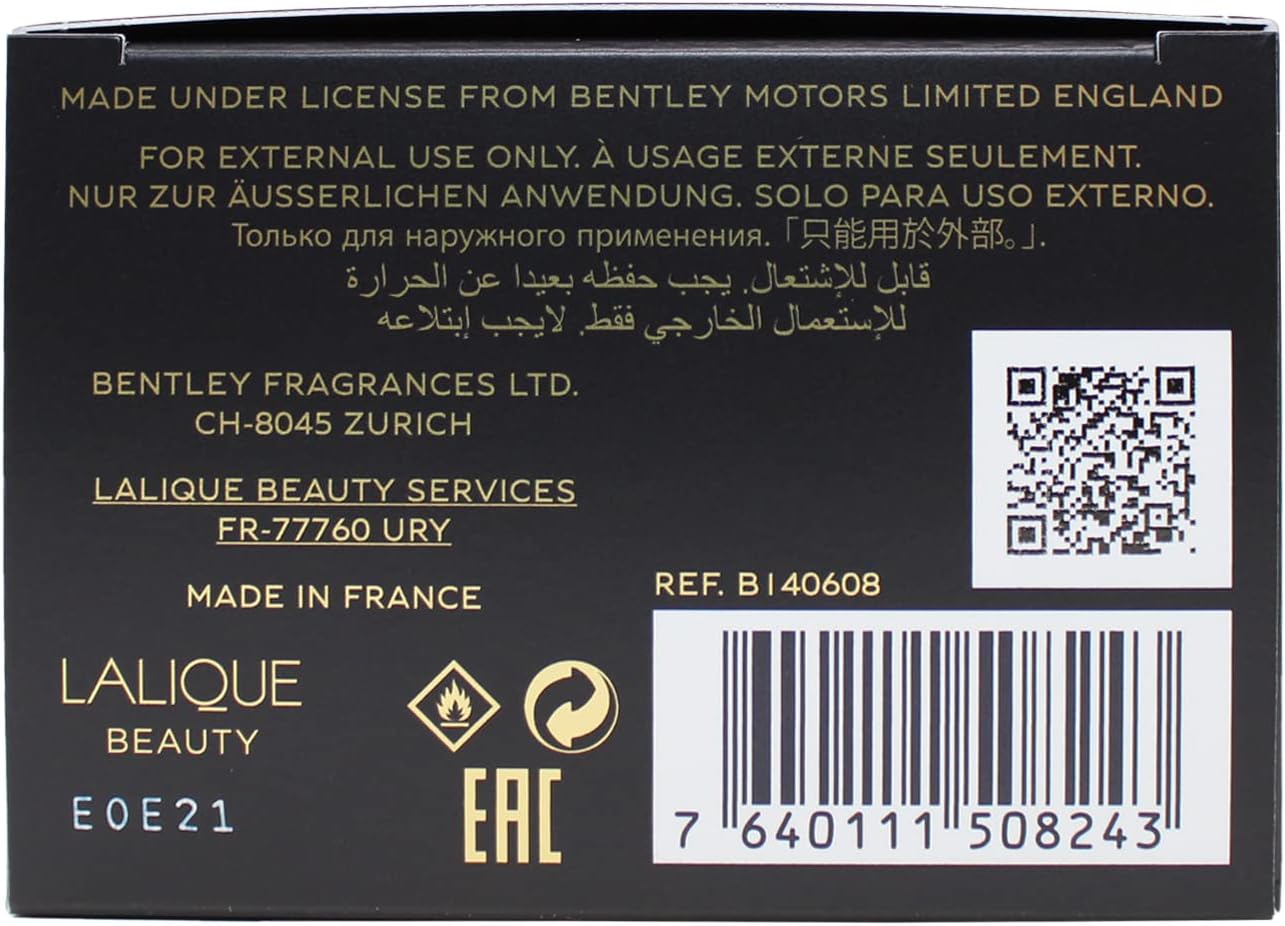 MADE UNDER LICENSE FROM BENTLEY MOTORS LIMITED ENGLAND
FOR EXTERNAL USE ONLY. À USAGE EXTERNE SEULEMENT.
NUR ZUR ÄUSSERLICHEN ANWENDUNG. SOLO PARA USO EXTERNO.
Только для наружного применения. 「只能用於外部。」.
قابل للإشتعال. يجب حفظه بعيدا عن الحرارة
للإستعمال الخارجي فقط. لايجب إبتلاعه
BENTLEY FRAGRANCES LTD.
CH-8045 ZURICH
LALIQUE BEAUTY SERVICES
FR-77760 URY
MADE IN FRANCE
REF. B140608
LALIQUE
BEAUTY
E0E21
EAC
7 640111 508243